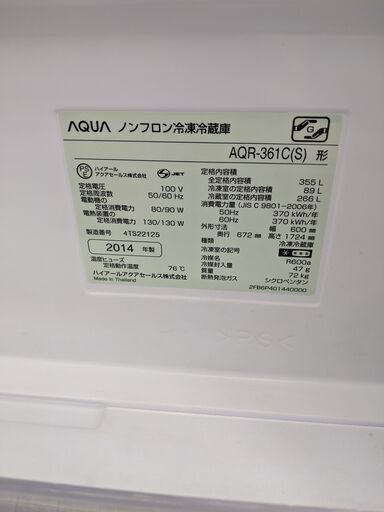 AQUA ノンフロン冷凍冷蔵庫
G
AQR-361C(S) 形
PS
E
ハイアール
アクアセールス株式会社
JET
定格電圧 100 V
定格周波数 50/60 Hz
電動機の
定格消費電力 80/90 W
電熱装置の
定格消費電力 130/130 W
製造番号 4TS22125
2014 年製
温度ヒューズ
定格動作温度 76℃
ハイアールアクアセールス株式会社
Made in Thailand
定格内容積
全定格内容積 355 L
冷凍室の定格内容積 89 L
冷蔵室の定格内容積 266 L
消費電力量 (JIS C 9801-2006年)
50Hz 370 kWh/年
60Hz 370 kWh/年
外形寸法 幅 600 mm
奥行 672 mm 高さ 1724 mm
種類 冷凍冷蔵庫
冷凍室の記号
冷媒名 R600a
冷媒封入量 47 g
質量 72 kg
断熱発泡ガス シクロペンタン
2FB6P401440000
>PS<